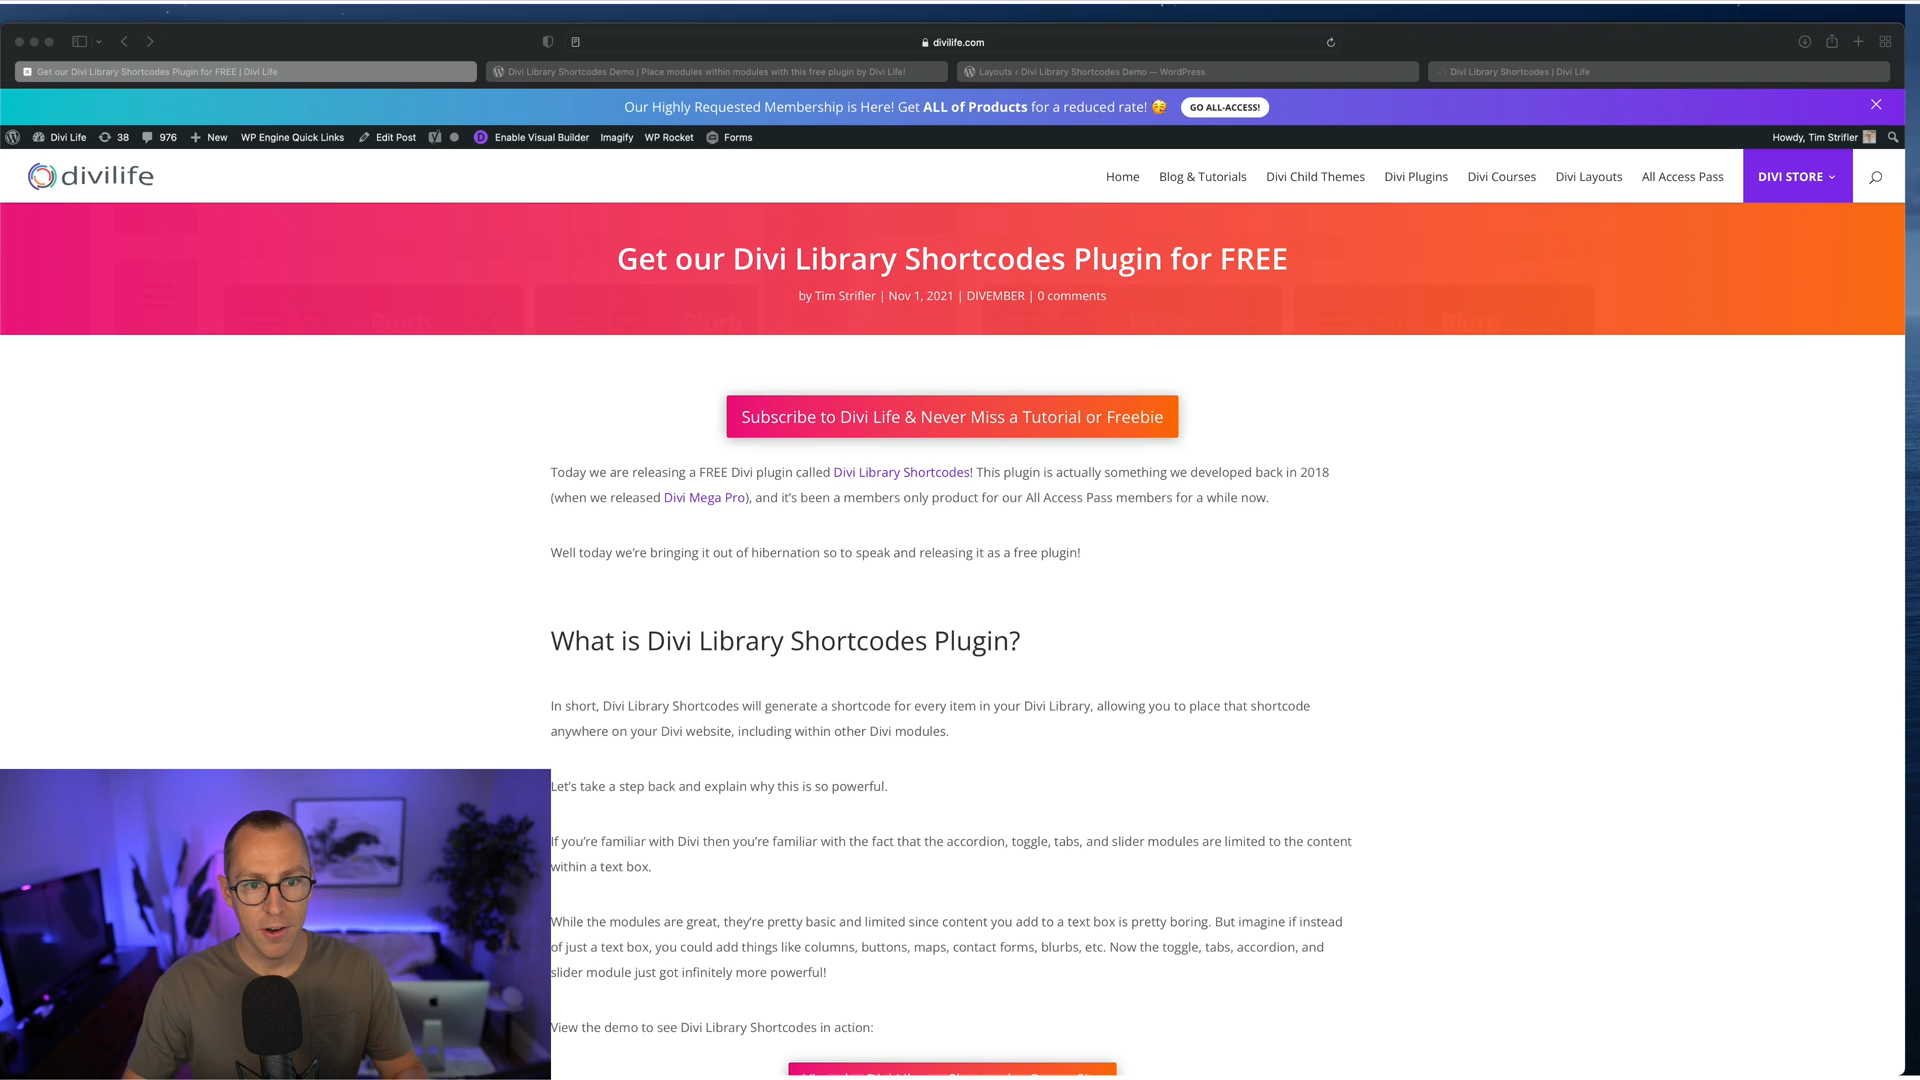 divilife.com
Get our Divi Library Shortcodes Plugin for FREE | Divi Life
Divi Library Shortcodes Demo | Place modules within modules with this free plugin by Divi Life!
Layouts ‹ Divi Library Shortcodes Demo — WordPress
Divi Library Shortcodes | Divi Life
Our Highly Requested Membership is Here! Get ALL of Products for a reduced rate! 🥳 GO ALL-ACCESS!
Divi Life 38 976 New WP Engine Quick Links Edit Post Enable Visual Builder Imagify WP Rocket Forms Howdy, Tim Strifler
divilife
Home Blog & Tutorials Divi Child Themes Divi Plugins Divi Courses Divi Layouts All Access Pass DIVI STORE
Get our Divi Library Shortcodes Plugin for FREE
by Tim Strifler | Nov 1, 2021 | DIVEMBER | 0 comments
Blurb Blurb Blurb Blurb
Subscribe to Divi Life & Never Miss a Tutorial or Freebie
Today we are releasing a FREE Divi plugin called Divi Library Shortcodes! This plugin is actually something we developed back in 2018
(when we released Divi Mega Pro), and it's been a members only product for our All Access Pass members for a while now.
Well today we're bringing it out of hibernation so to speak and releasing it as a free plugin!
What is Divi Library Shortcodes Plugin?
In short, Divi Library Shortcodes will generate a shortcode for every item in your Divi Library, allowing you to place that shortcode
anywhere on your Divi website, including within other Divi modules.
Let's take a step back and explain why this is so powerful.
If you're familiar with Divi then you're familiar with the fact that the accordion, toggle, tabs, and slider modules are limited to the content
within a text box.
While the modules are great, they're pretty basic and limited since content you add to a text box is pretty boring. But imagine if instead
of just a text box, you could add things like columns, buttons, maps, contact forms, blurbs, etc. Now the toggle, tabs, accordion, and
slider module just got infinitely more powerful!
View the demo to see Divi Library Shortcodes in action: